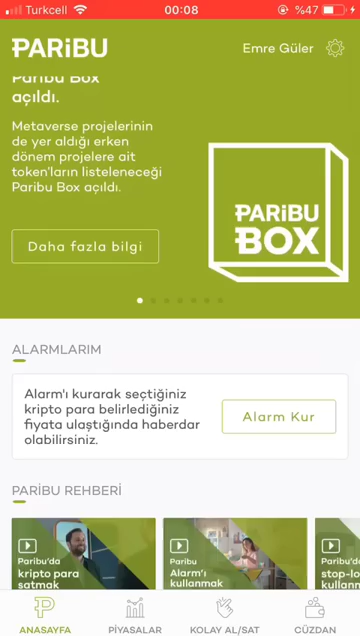 Turkcell 00:08 %47
PARiBU Emre Güler
Paribu Box
açıldı.
Metaverse projelerinin
de yer aldığı erken
dönem projelere ait
token'ların listeleneceği
Paribu Box açıldı.
PARiBU
BOX
Daha fazla bilgi
ALARMLARIM
Alarm'ı kurarak seçtiğiniz
kripto para belirlediğiniz
fiyata ulaştığında haberdar
olabilirsiniz.
Alarm Kur
PARİBU REHBERİ
Paribu'da
kripto para
satmak
Paribu
Alarm'ı
kullanmak
Paribu'd
stop-lo
kullanm
ANASAYFA PİYASALAR KOLAY AL/SAT CÜZDAN